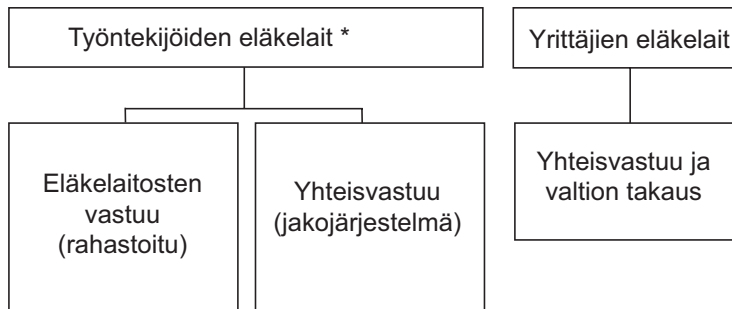 Työntekijöiden eläkelait *
Yrittäjien eläkelait
Eläkelaitosten
vastuu
(rahastoitu)
Yhteisvastuu
(jakojärjestelmä)
Yhteisvastuu ja
valtion takaus